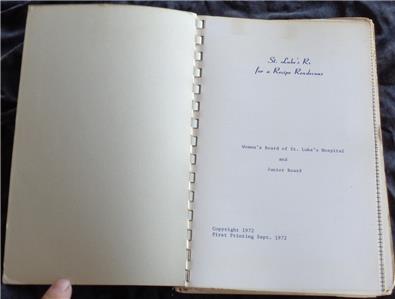 St. Luke's Rx
for a Recipe Rendezvous
Women's Board of St. Luke's Hospital
and
Junior Board
Copyright 1972
First Printing Sept. 1972